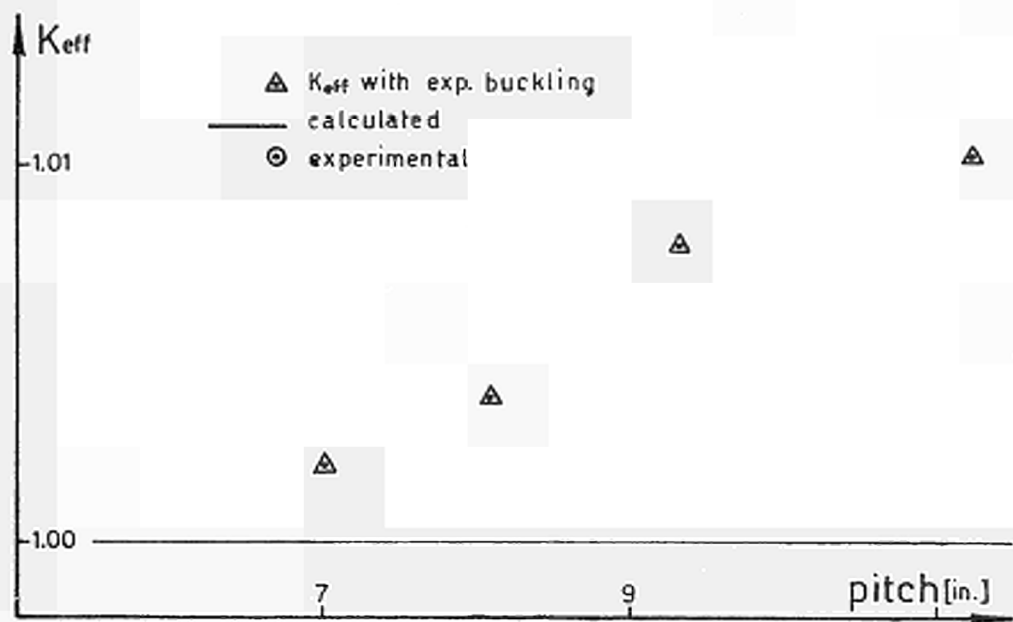 Keff
Keff with exp. buckling
calculated
experimental
1.01
1.00
7
9
pitch [in.]